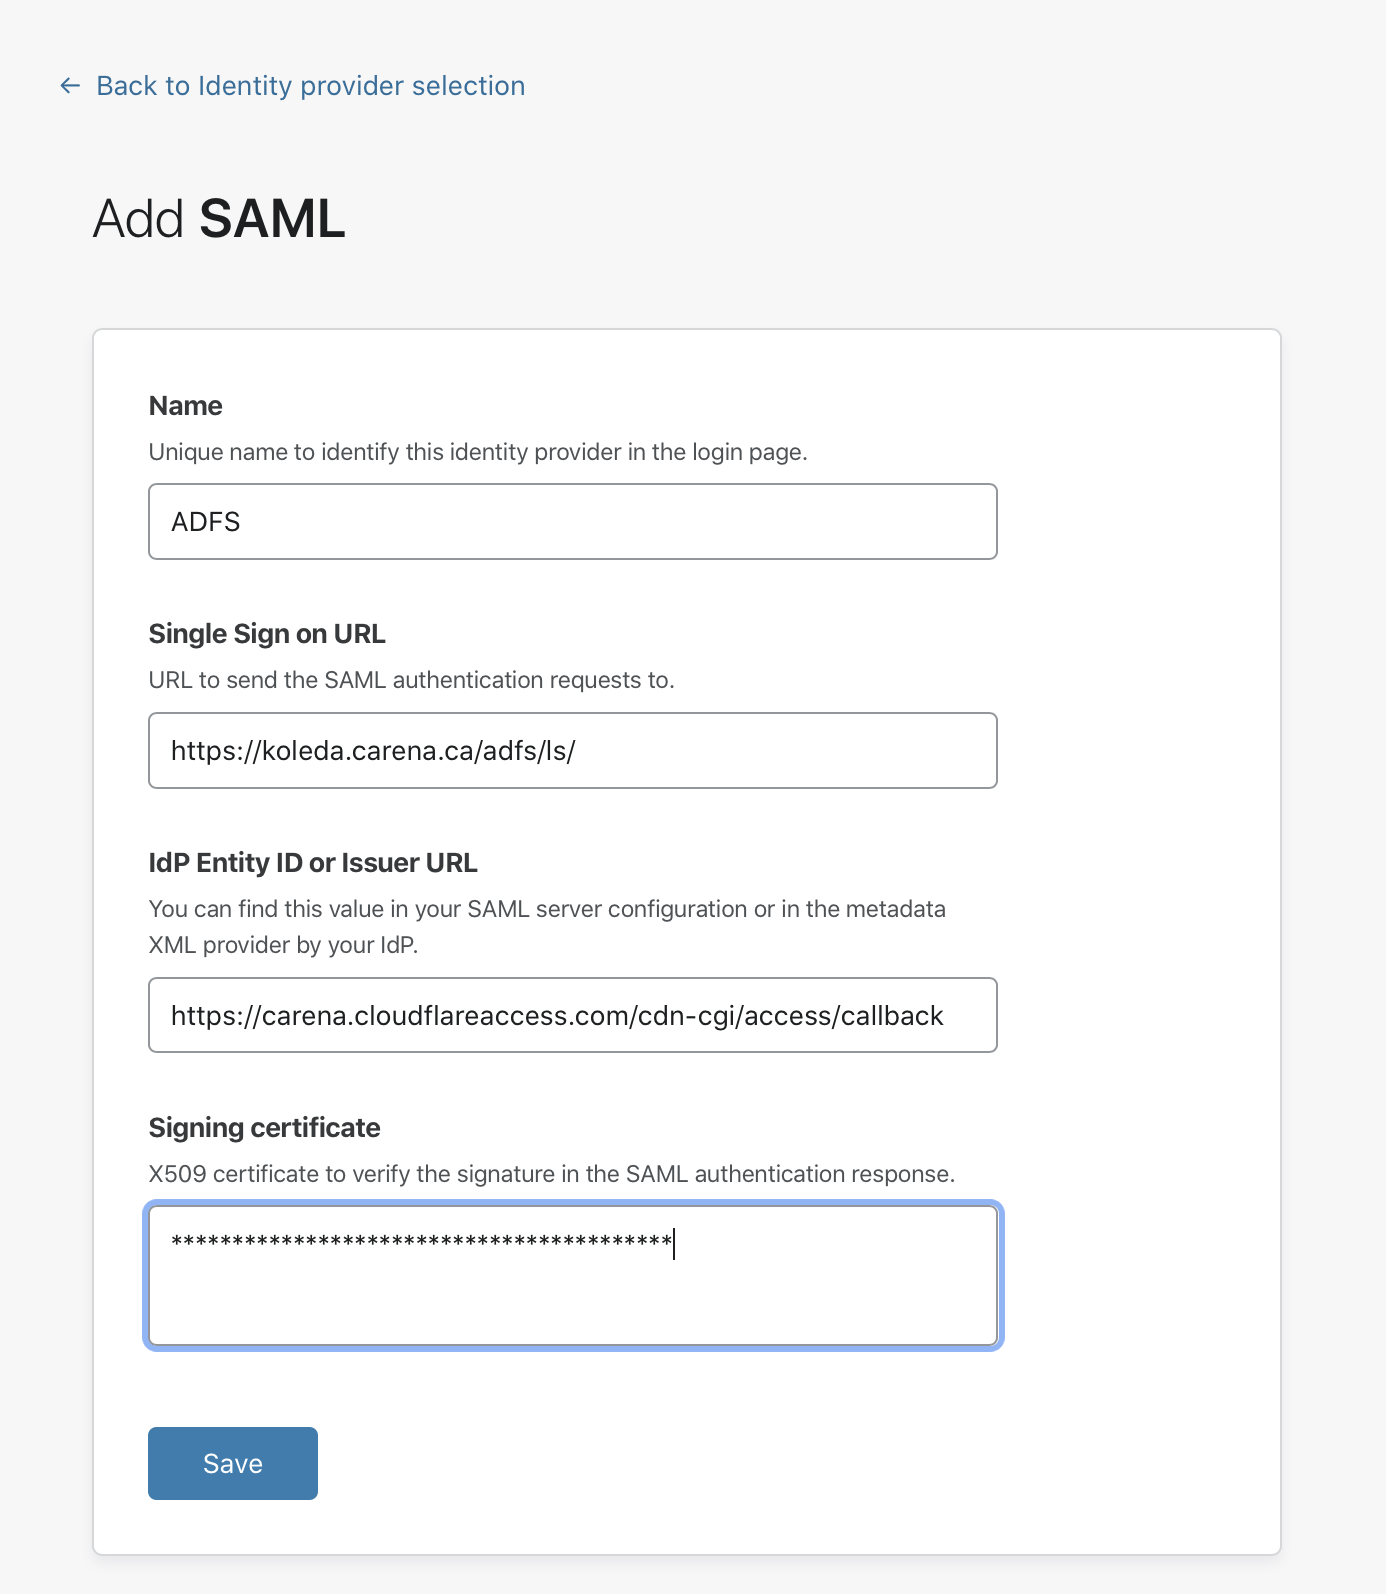 ← Back to Identity provider selection
Add SAML
Name
Unique name to identify this identity provider in the login page.
ADFS
Single Sign on URL
URL to send the SAML authentication requests to.
https://koleda.carena.ca/adfs/ls/
IdP Entity ID or Issuer URL
You can find this value in your SAML server configuration or in the metadata
XML provider by your IdP.
https://carena.cloudflareaccess.com/cdn-cgi/access/callback
Signing certificate
X509 certificate to verify the signature in the SAML authentication response.
*****************************************
Save